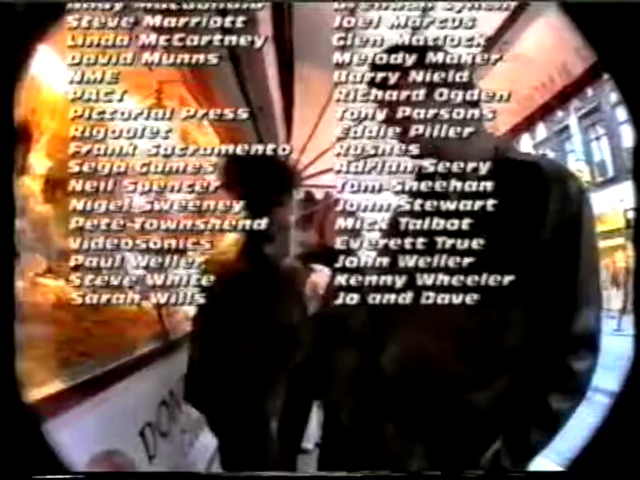 Steve Marriott
Linda McCartney
David Munns
NME
PACT
Pictorial Press
Rigoulet
Frank Sacramento
Sega Games
Neil Spencer
Nigel Sweeney
Pete Townshend
Videosonics
Paul Weller
Steve White
Sarah Wills
Joel Marcus
Glen Matlock
Melody Maker
Barry Nield
Richard Ogden
Tony Parsons
Eddie Piller
Rushes
Adrian Seery
Tom Sheehan
John Stewart
Mick Talbot
Everett True
John Weller
Kenny Wheeler
Jo and Dave